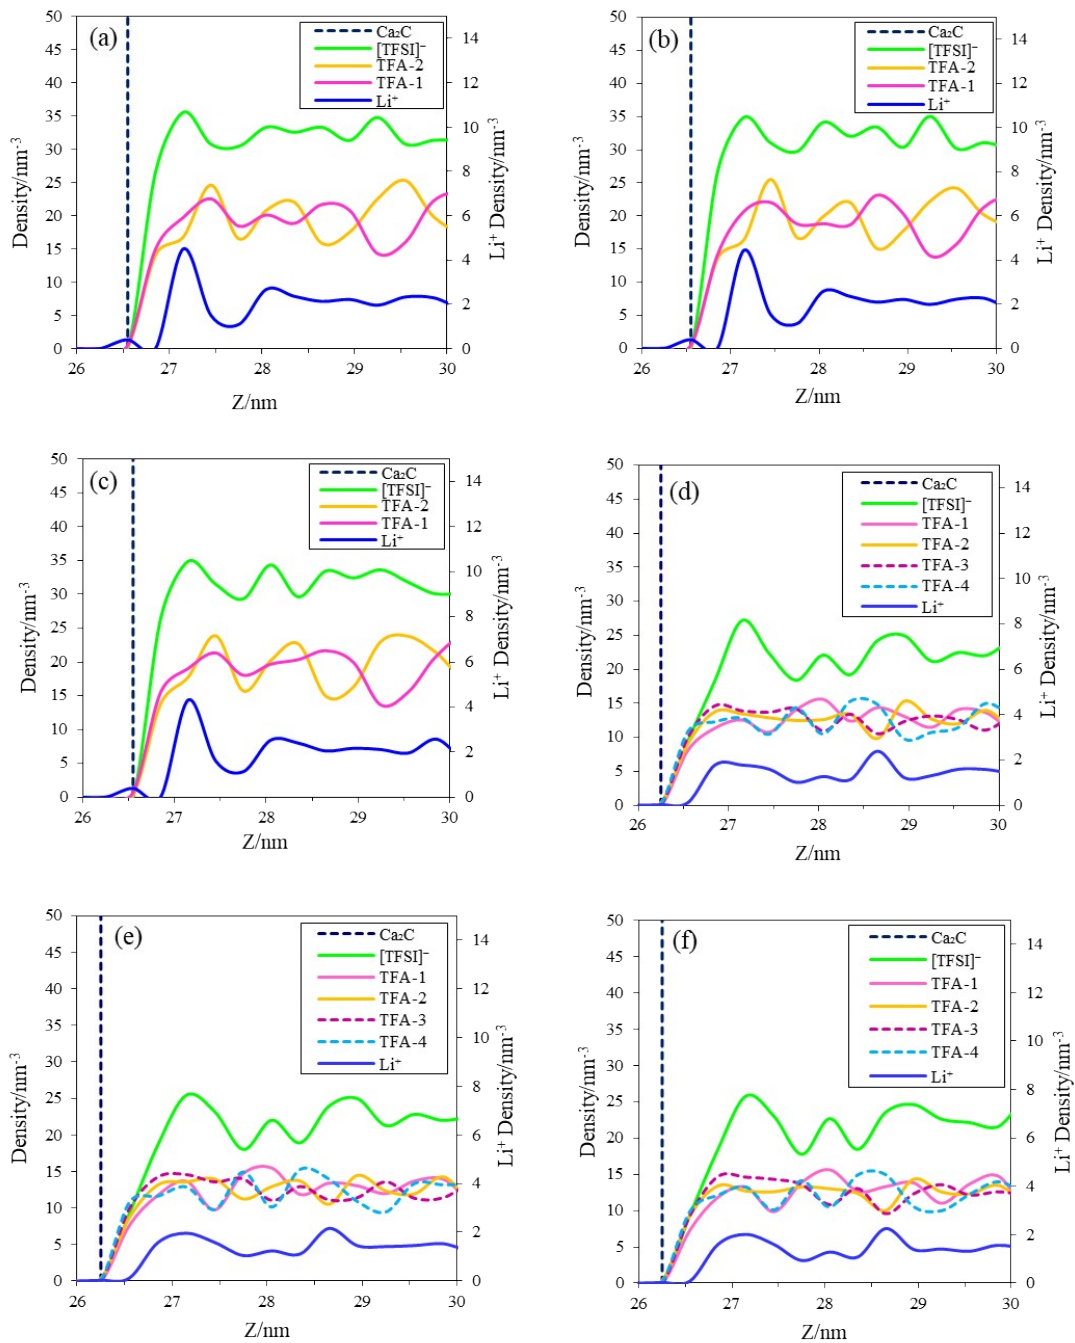 (a)
Ca₂C
[TFSI]⁻
TFA-2
TFA-1
Li⁺
50
45
40
35
30
25
20
15
10
5
0
14
12
10
8
6
4
2
0
26
27
28
29
30
Density/nm⁻³
Li⁺ Density/nm⁻³
Z/nm
(b)
Ca₂C
[TFSI]⁻
TFA-2
TFA-1
Li⁺
50
45
40
35
30
25
20
15
10
5
0
14
12
10
8
6
4
2
0
26
27
28
29
30
Density/nm⁻³
Li⁺ Density/nm⁻³
Z/nm
(c)
Ca₂C
[TFSI]⁻
TFA-2
TFA-1
Li⁺
50
45
40
35
30
25
20
15
10
5
0
14
12
10
8
6
4
2
0
26
27
28
29
30
Density/nm⁻³
Li⁺ Density/nm⁻³
Z/nm
(d)
Ca₂C
[TFSI]⁻
TFA-1
TFA-2
TFA-3
TFA-4
Li⁺
50
45
40
35
30
25
20
15
10
5
0
14
12
10
8
6
4
2
0
26
27
28
29
30
Density/nm⁻³
Li⁺ Density/nm⁻³
Z/nm
(e)
Ca₂C
[TFSI]⁻
TFA-1
TFA-2
TFA-3
TFA-4
Li⁺
50
45
40
35
30
25
20
15
10
5
0
14
12
10
8
6
4
2
0
26
27
28
29
30
Density/nm⁻³
Li⁺ Density/nm⁻³
Z/nm
(f)
Ca₂C
[TFSI]⁻
TFA-1
TFA-2
TFA-3
TFA-4
Li⁺
50
45
40
35
30
25
20
15
10
5
0
14
12
10
8
6
4
2
0
26
27
28
29
30
Density/nm⁻³
Li⁺ Density/nm⁻³
Z/nm